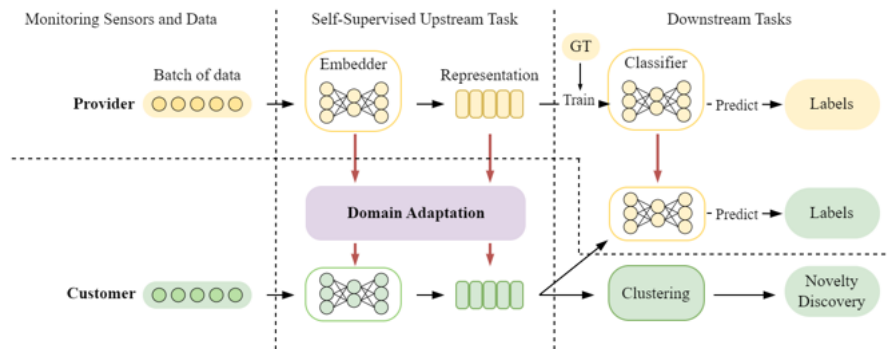 Monitoring Sensors and Data
Self-Supervised Upstream Task
Downstream Tasks
GT
Embedder
Classifier
Batch of data
Representation
Provider
Train
Predict
Labels
Domain Adaptation
Predict
Labels
Customer
Clustering
Novelty
Discovery